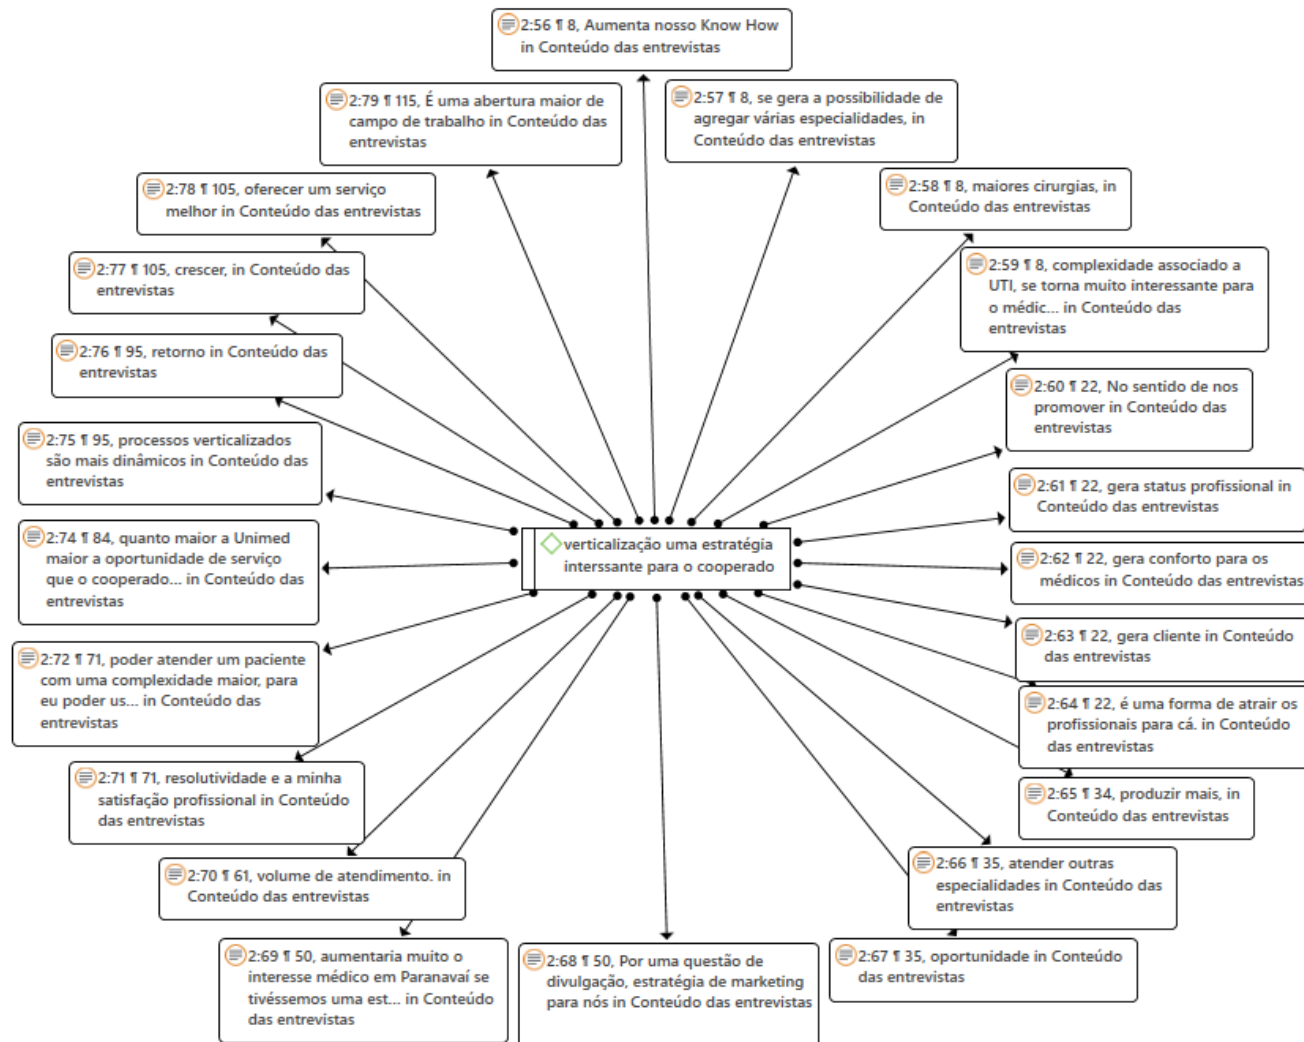 2:56 ¶ 8, Aumenta nosso Know How
in Conteúdo das entrevistas
2:57 ¶ 8, se gera a possibilidade de
agregar várias especialidades, in
Conteúdo das entrevistas
2:58 ¶ 8, maiores cirurgias, in
Conteúdo das entrevistas
2:59 ¶ 8, complexidade associado a
UTI, se torna muito interessante para
o médic... in Conteúdo das
entrevistas
2:60 ¶ 22, No sentido de nos
promover in Conteúdo das
entrevistas
2:61 ¶ 22, gera status profissional in
Conteúdo das entrevistas
2:62 ¶ 22, gera conforto para os
médicos in Conteúdo das entrevistas
2:63 ¶ 22, gera cliente in Conteúdo
das entrevistas
2:64 ¶ 22, é uma forma de atrair os
profissionais para cá. in Conteúdo
das entrevistas
2:65 ¶ 34, produzir mais, in
Conteúdo das entrevistas
2:66 ¶ 35, atender outras
especialidades in Conteúdo das
entrevistas
2:67 ¶ 35, oportunidade in Conteúdo
das entrevistas
2:68 ¶ 50, Por uma questão de
divulgação, estratégia de marketing
para nós in Conteúdo das entrevistas
2:69 ¶ 50, aumentaria muito o
interesse médico em Paranavaí se
tivéssemos uma est... in Conteúdo
das entrevistas
2:70 ¶ 61, volume de atendimento. in
Conteúdo das entrevistas
2:71 ¶ 71, resolutividade e a minha
satisfação profissional in Conteúdo
das entrevistas
2:72 ¶ 71, poder atender um paciente
com uma complexidade maior, para
eu poder us... in Conteúdo das
entrevistas
2:74 ¶ 84, quanto maior a Unimed
maior a oportunidade de serviço
que o cooperado... in Conteúdo das
entrevistas
2:75 ¶ 95, processos verticalizados
são mais dinâmicos in Conteúdo das
entrevistas
2:76 ¶ 95, retorno in Conteúdo das
entrevistas
2:77 ¶ 105, crescer, in Conteúdo das
entrevistas
2:78 ¶ 105, oferecer um serviço
melhor in Conteúdo das entrevistas
2:79 ¶ 115, É uma abertura maior de
campo de trabalho in Conteúdo das
entrevistas
verticalização uma estratégia
interssante para o cooperado